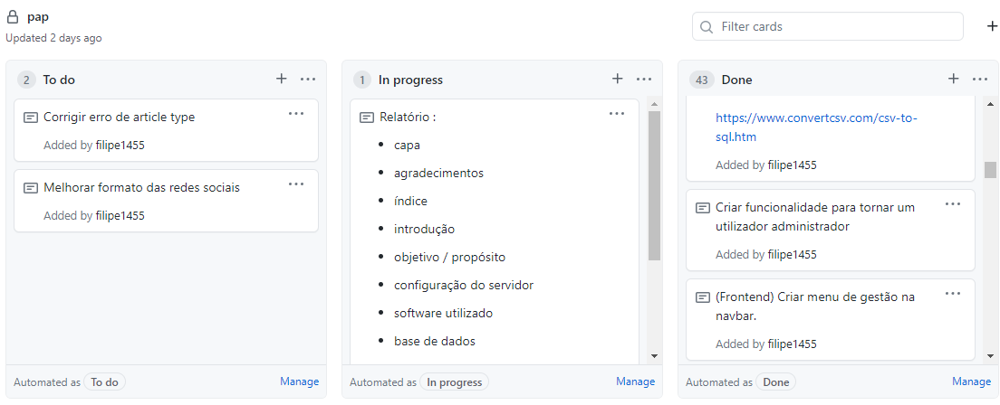 pap
Updated 2 days ago
Filter cards
2 To do
Corrigir erro de article type
Added by filipe1455
Melhorar formato das redes sociais
Added by filipe1455
Automated as To do
Manage
1 In progress
Relatório :
capa
agradecimentos
índice
introdução
objetivo / propósito
configuração do servidor
software utilizado
base de dados
Automated as In progress
Manage
43 Done
https://www.convertcsv.com/csv-to-
sql.htm
Added by filipe1455
Criar funcionalidade para tornar um
utilizador administrador
Added by filipe1455
(Frontend) Criar menu de gestão na
navbar.
Added by filipe1455
Automated as Done
Manage